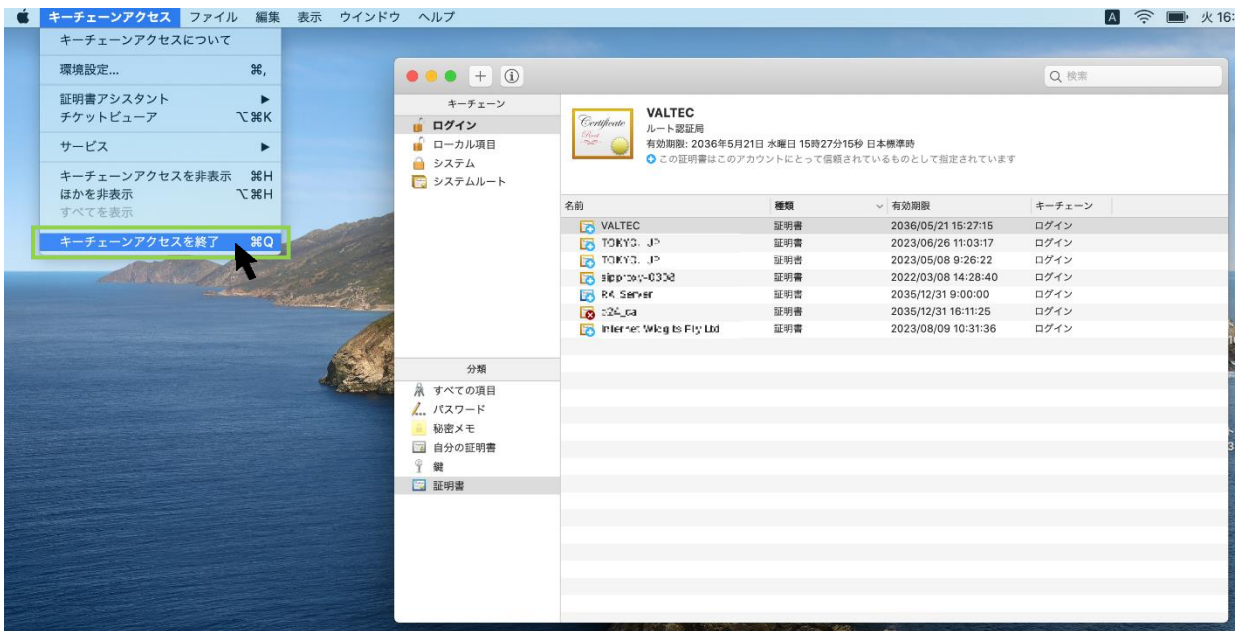 キーチェーンアクセス ファイル 編集 表示 ウインドウ ヘルプ
A 火 16:
キーチェーンアクセスについて
環境設定... ⌘,
証明書アシスタント ▶
チケットビューア ⌥⌘K
サービス ▶
キーチェーンアクセスを非表示 ⌘H
ほかを非表示 ⌥⌘H
すべてを表示
キーチェーンアクセスを終了 ⌘Q
検索
キーチェーン
ログイン
ローカル項目
システム
システムルート
Certificate
Root
VALTEC
ルート認証局
有効期限: 2036年5月21日 水曜日 15時27分15秒 日本標準時
この証明書はこのアカウントにとって信頼されているものとして指定されています
名前 種類 有効期限 キーチェーン
VALTEC 証明書 2036/05/21 15:27:15 ログイン
証明書 2023/06/26 11:03:17 ログイン
証明書 2023/05/08 9:26:22 ログイン
証明書 2022/03/08 14:28:40 ログイン
Server 証明書 2035/12/31 9:00:00 ログイン
証明書 2035/12/31 16:11:25 ログイン
Ltd 証明書 2023/08/09 10:31:36 ログイン
分類
すべての項目
パスワード
秘密メモ
自分の証明書
鍵
証明書